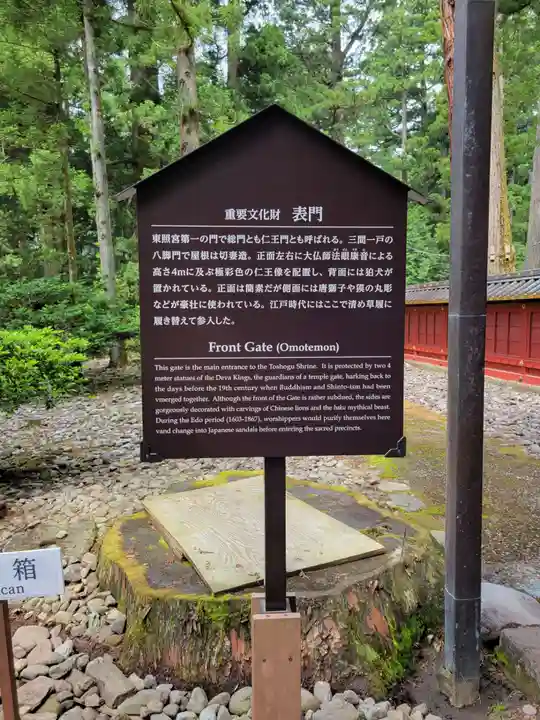 重要文化財 表門
東照宮第一の門で総門とも仁王門とも呼ばれる。三間一戸の
八脚門で屋根は切妻造。正面左右に大仏師法眼康音による
高さ4mに及ぶ極彩色の仁王像を配置し、背面には狛犬が
置かれている。正面は簡素だが側面には唐獅子や獏の丸彫
などが豪壮に使われている。江戸時代にはここで清め草履に
履き替えて参入した。
Front Gate (Omotemon)
This gate is the main entrance to the Toshogu Shrine. It is protected by two 4
meter statues of the Deva Kings, the guardians of a temple gate, harking back to
the days before the 19th century when Buddhism and Shinto-ism had been
vmerged together. Although the front of the Gate is rather subdued, the sides are
gorgeously decorated with carvings of Chinese lions and the baku mythical beast.
During the Edo period (1603-1867), worshippers would purify themselves here
vand change into Japanese sandals before entering the sacred precincts.
箱
can